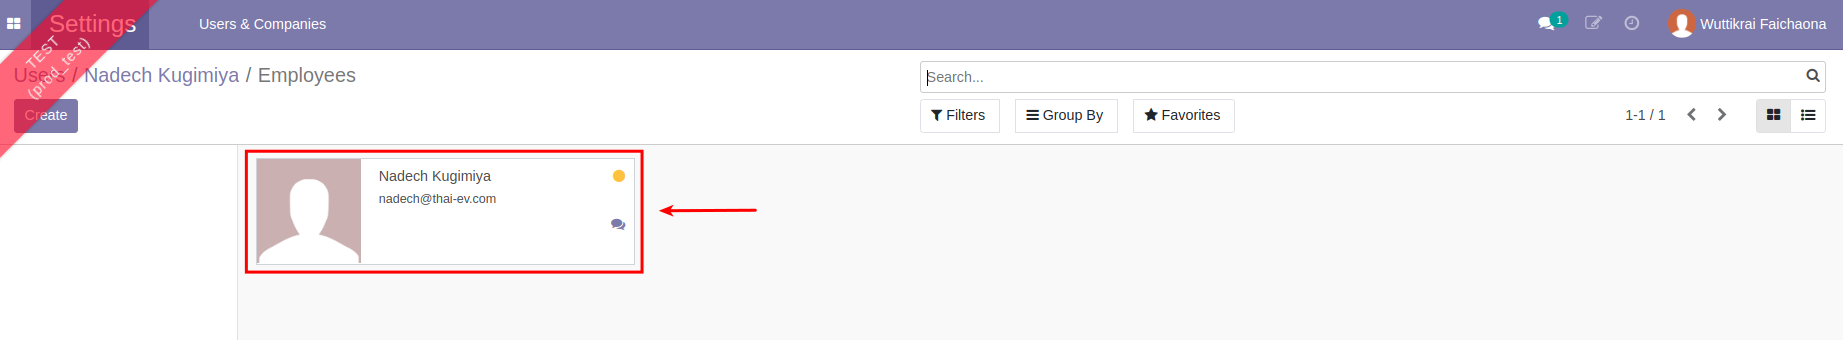 Settings
Users & Companies
1
Wuttikrai Faichaona
TEST
(prod_test)
Users / Nadech Kugimiya / Employees
Search...
Create
Filters
Group By
Favorites
1-1 / 1
Nadech Kugimiya
nadech@thai-ev.com